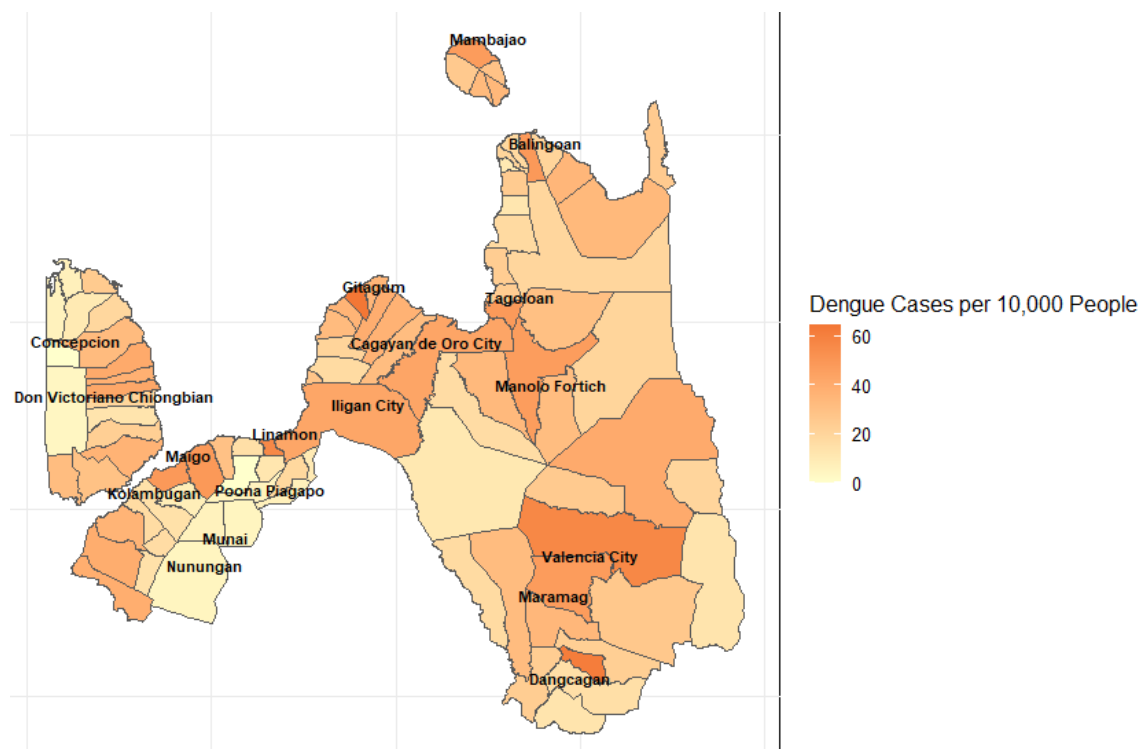 Mambajao
Balingoan
Gitagum
Tagoloan
Dengue Cases per 10,000 People
60
40
20
0
Concepcion
Cagayan de Oro City
Manolo Fortich
Don Victoriano Chiongbian
Iligan City
Linamon
Maigo
Kolambugan
Poona Piagapo
Munai
Valencia City
Nunungan
Maramag
Dangcagan